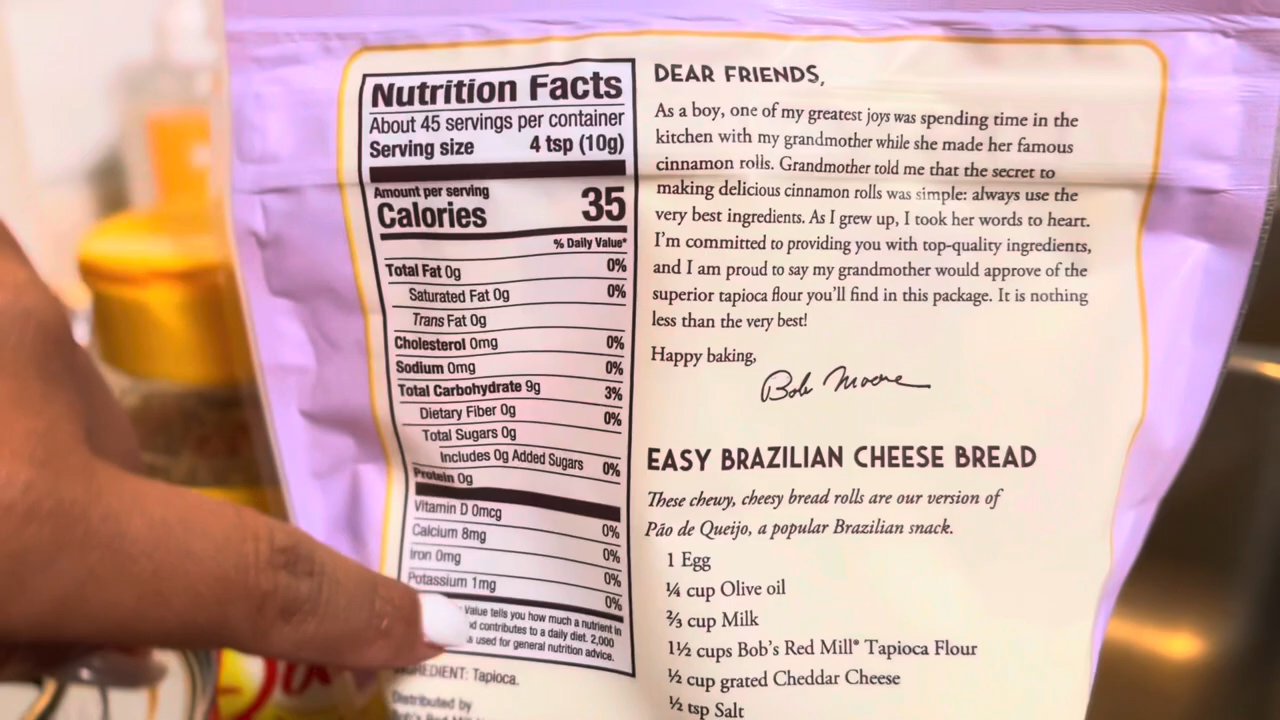 Nutrition Facts
About 45 servings per container
Serving size 4 tsp (10g)
Amount per serving
Calories 35
% Daily Value*
Total Fat 0g 0%
Saturated Fat 0g 0%
Trans Fat 0g
Cholesterol 0mg 0%
Sodium 0mg 0%
Total Carbohydrate 9g 3%
Dietary Fiber 0g 0%
Total Sugars 0g
Includes 0g Added Sugars 0%
Protein 0g
Vitamin D 0mcg 0%
Calcium 8mg 0%
Iron 0mg 0%
Potassium 1mg 0%
Value tells you how much a nutrient in
contributes to a daily diet. 2,000
used for general nutrition advice.
INGREDIENT: Tapioca.
Distributed by
Bob's Red
DEAR FRIENDS,
As a boy, one of my greatest joys was spending time in the
kitchen with my grandmother while she made her famous
cinnamon rolls. Grandmother told me that the secret to
making delicious cinnamon rolls was simple: always use the
very best ingredients. As I grew up, I took her words to heart.
I'm committed to providing you with top-quality ingredients,
and I am proud to say my grandmother would approve of the
superior tapioca flour you'll find in this package. It is nothing
less than the very best!
Happy baking,
Bob Moore
EASY BRAZILIAN CHEESE BREAD
These chewy, cheesy bread rolls are our version of
Pão de Queijo, a popular Brazilian snack.
1 Egg
¼ cup Olive oil
⅔ cup Milk
1½ cups Bob's Red Mill® Tapioca Flour
½ cup grated Cheddar Cheese
½ tsp Salt